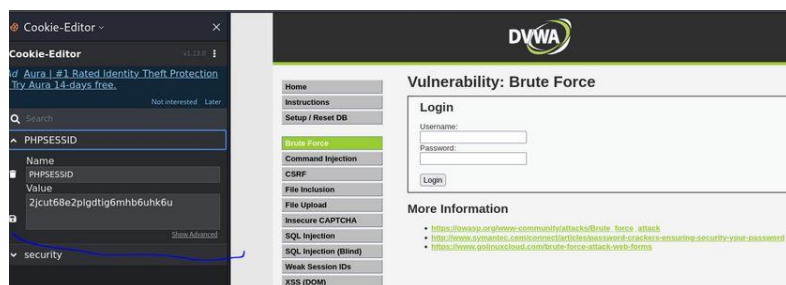 Cookie-Editor
Cookie-Editor v1.13.0
Ad Aura | #1 Rated Identity Theft Protection
Try Aura 14-days free.
Not interested Later
Search
PHPSESSID
Name
PHPSESSID
Value
2jcut68e2plgdtig6mhb6uhk6u
Show Advanced
security
DVWA
Home
Instructions
Setup / Reset DB
Brute Force
Command Injection
CSRF
File Inclusion
File Upload
Insecure CAPTCHA
SQL Injection
SQL Injection (Blind)
Weak Session IDs
XSS (DOM)
Vulnerability: Brute Force
Login
Username:
Password:
Login
More Information
https://owasp.org/www-community/attacks/Brute_force_attack
http://www.symantec.com/connect/articles/password-crackers-ensuring-security-your-password
https://www.golinuxcloud.com/brute-force-attack-web-forms